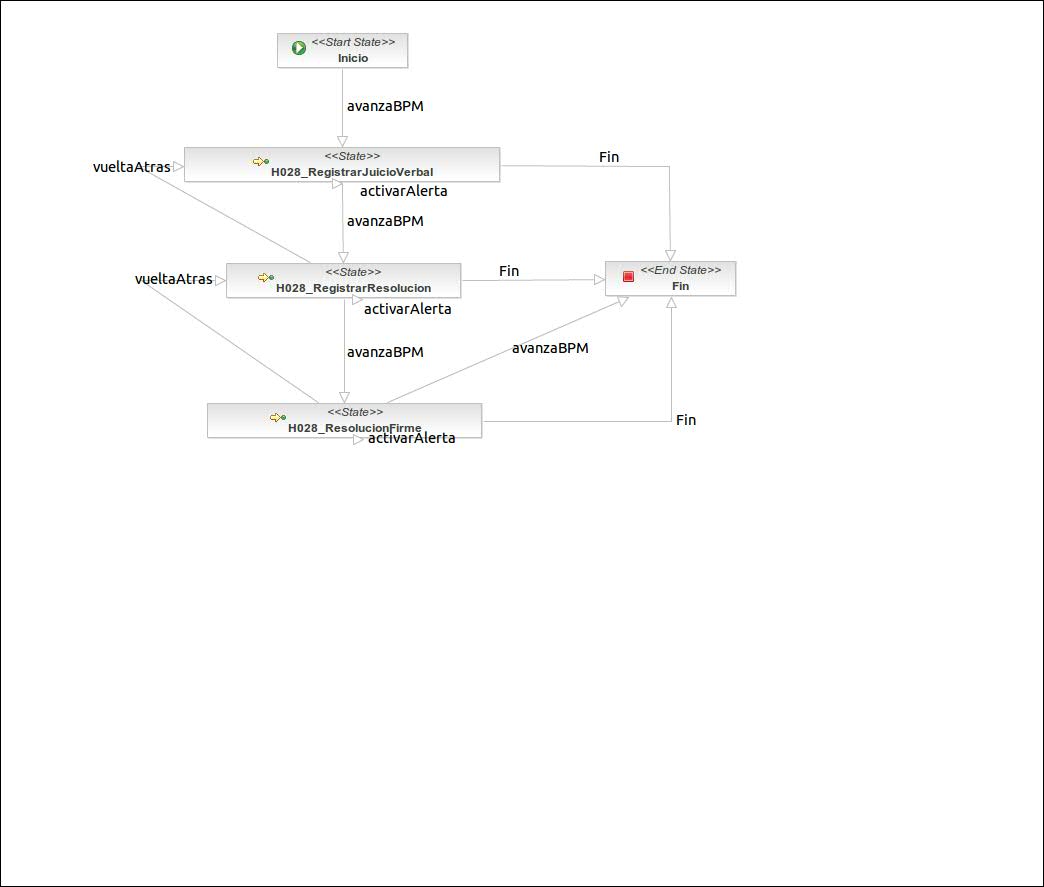 <<Start State>>
Inicio
avanzaBPM
<<State>>
H028_RegistrarJuicioVerbal
vueltaAtras
Fin
activarAlerta
avanzaBPM
<<State>>
H028_RegistrarResolucion
vueltaAtras
Fin
<<End State>>
Fin
activarAlerta
avanzaBPM
avanzaBPM
<<State>>
H028_ResolucionFirme
Fin
activarAlerta